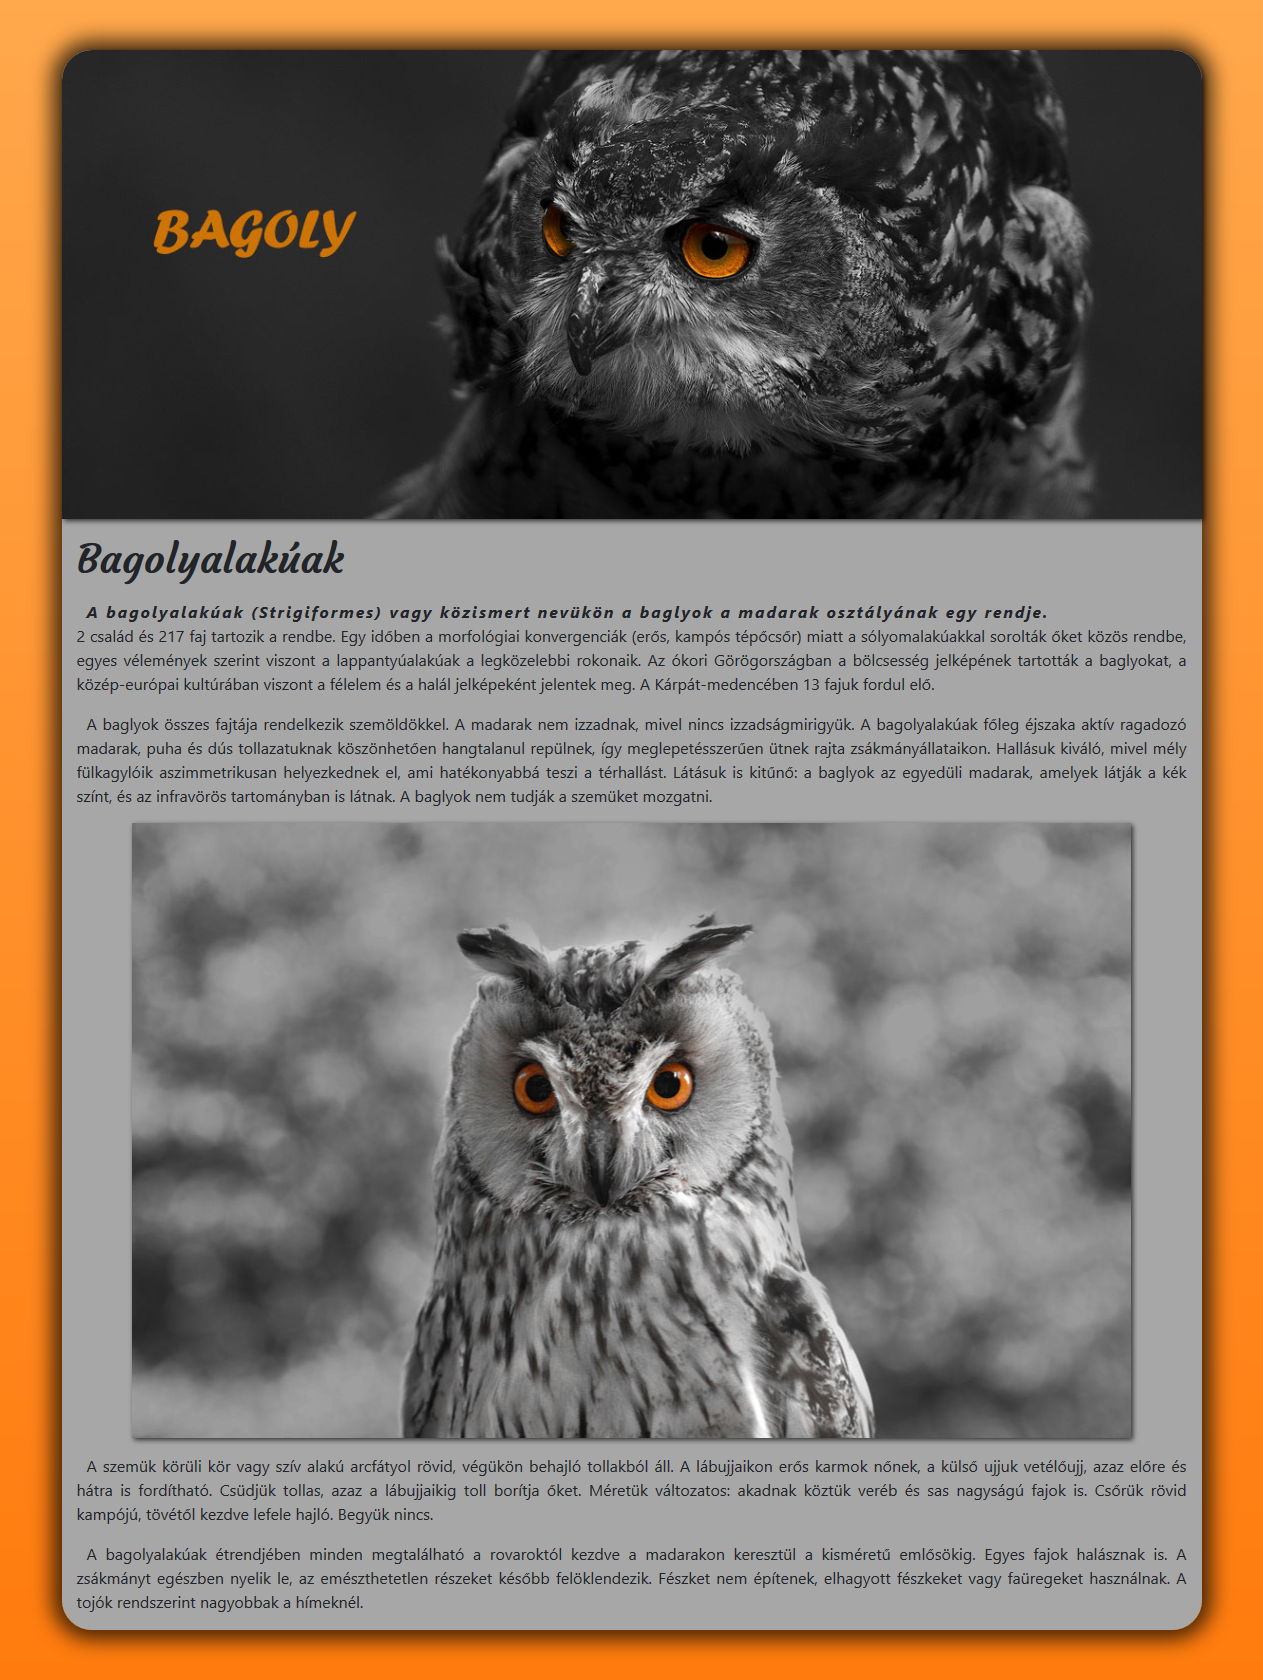 BAGOLY
Bagolyalakúak
A bagolyalakúak (Strigiformes) vagy közismert nevükön a baglyok a madarak osztályának egy rendje.
2 család és 217 faj tartozik a rendbe. Egy időben a morfológiai konvergenciák (erős, kampós tépőcsőr) miatt a sólyomalakúakkal sorolták őket közös rendbe,
egyes vélemények szerint viszont a lappantyúalakúak a legközelebbi rokonaik. Az ókori Görögországban a bölcsesség jelképének tartották a baglyokat, a
közép-európai kultúrában viszont a félelem és a halál jelképeként jelentek meg. A Kárpát-medencében 13 fajuk fordul elő.
A baglyok összes fajtája rendelkezik szemöldökkel. A madarak nem izzadnak, mivel nincs izzadságmirigyük. A bagolyalakúak főleg éjszaka aktív ragadozó
madarak, puha és dús tollazatuknak köszönhetően hangtalanul repülnek, így meglepetésszerűen ütnek rajta zsákmányállataikon. Hallásuk kiváló, mivel mély
fülkagylóik aszimmetrikusan helyezkednek el, ami hatékonyabbá teszi a térhallást. Látásuk is kitűnő: a baglyok az egyedüli madarak, amelyek látják a kék
színt, és az infravörös tartományban is látnak. A baglyok nem tudják a szemüket mozgatni.
A szemük körüli kör vagy szív alakú arcfátyol rövid, végükön behajló tollakból áll. A lábujjaikon erős karmok nőnek, a külső ujjuk vetélőujj, azaz előre és
hátra is fordítható. Csüdjük tollas, azaz a lábujjaikig toll borítja őket. Méretük változatos: akadnak köztük veréb és sas nagyságú fajok is. Csőrük rövid
kampójú, tövétől kezdve lefele hajló. Begyük nincs.
A bagolyalakúak étrendjében minden megtalálható a rovaroktól kezdve a madarakon keresztül a kisméretű emlősökig. Egyes fajok halásznak is. A
zsákmányt egészben nyelik le, az emészthetetlen részeket később felöklendezik. Fészket nem építenek, elhagyott fészkeket vagy faüregeket használnak. A
tojók rendszerint nagyobbak a hímeknél.